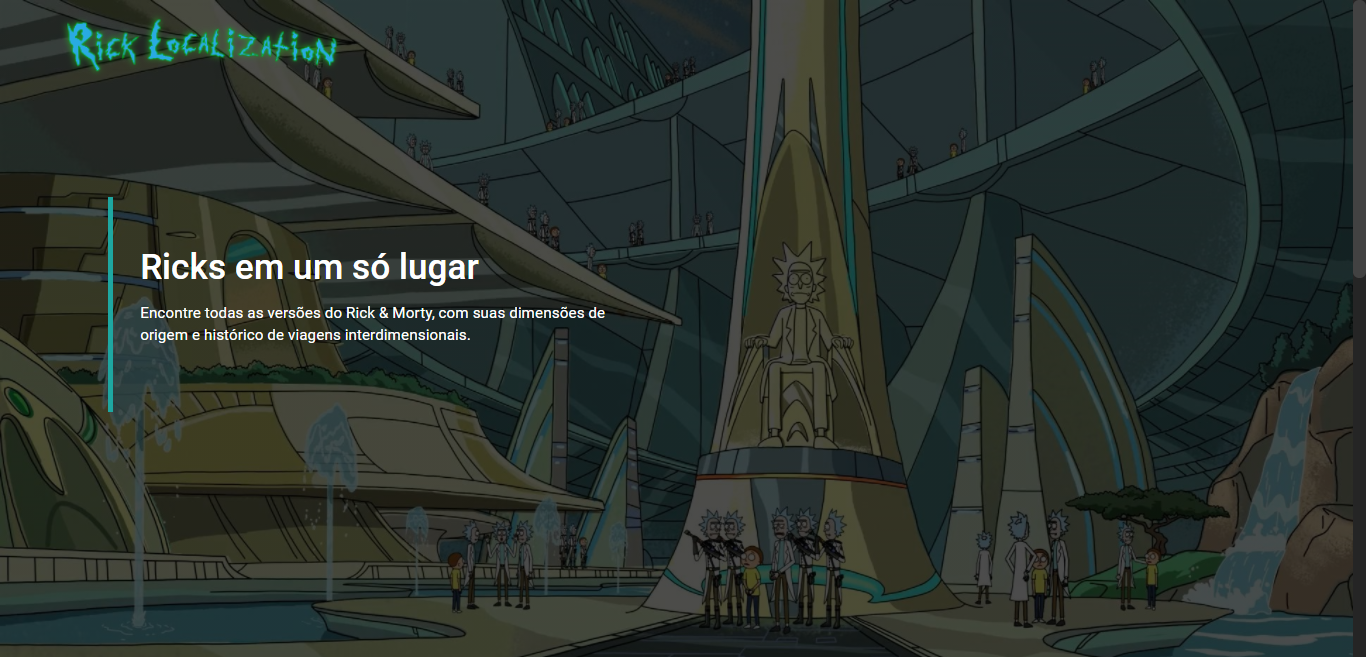 Rick Localization
Ricks em um só lugar
Encontre todas as versões do Rick & Morty, com suas dimensões de
origem e histórico de viagens interdimensionais.